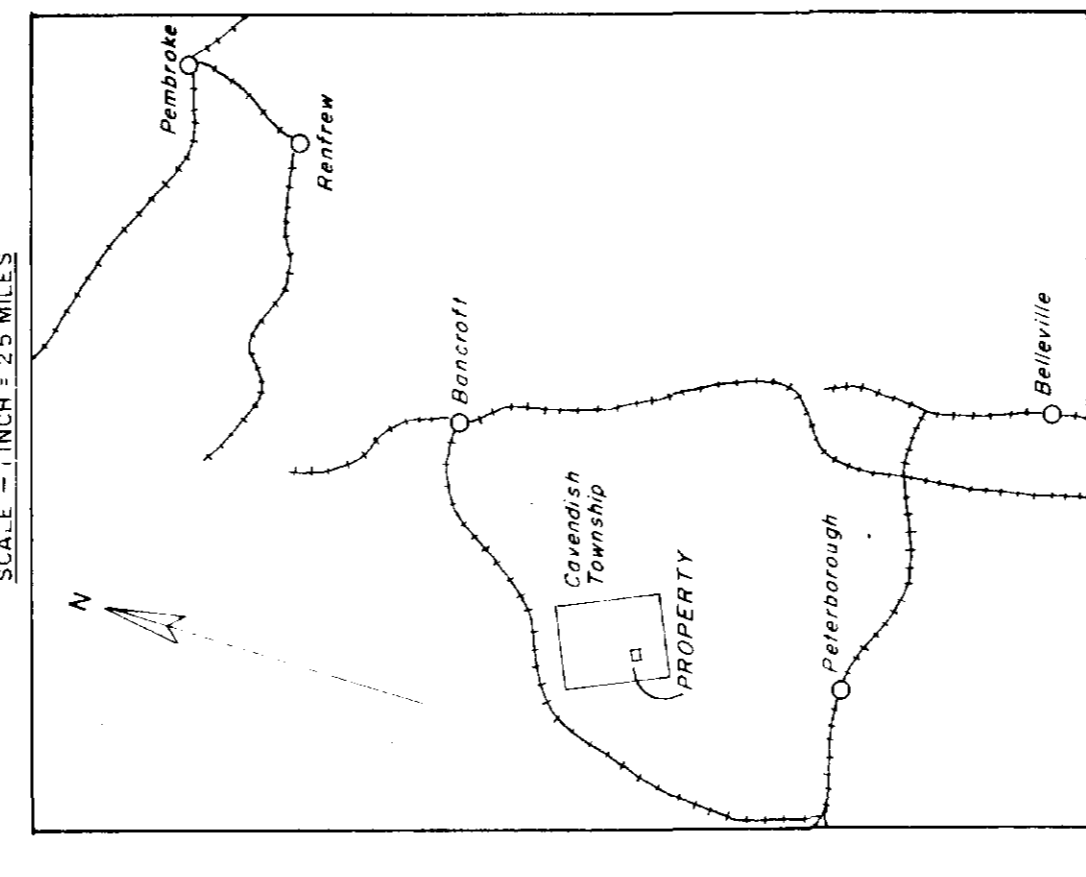 SCALE - 1 INCH = 25 MILES
Pembroke
Renfrew
Bancroft
Belleville
N
Cavendish
Township
PROPERTY
Peterborough